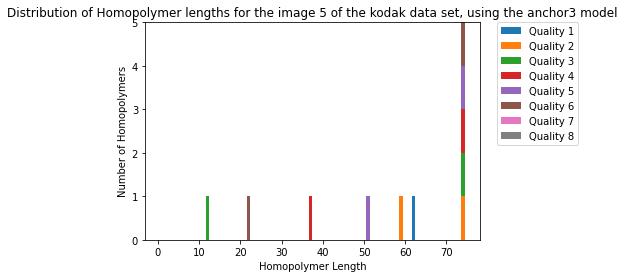 Distribution of Homopolymer lengths for the image 5 of the kodak data set, using the anchor3 model
Number of Homopolymers
5
4
3
2
1
0
0 10 20 30 40 50 60 70
Homopolymer Length
Quality 1
Quality 2
Quality 3
Quality 4
Quality 5
Quality 6
Quality 7
Quality 8